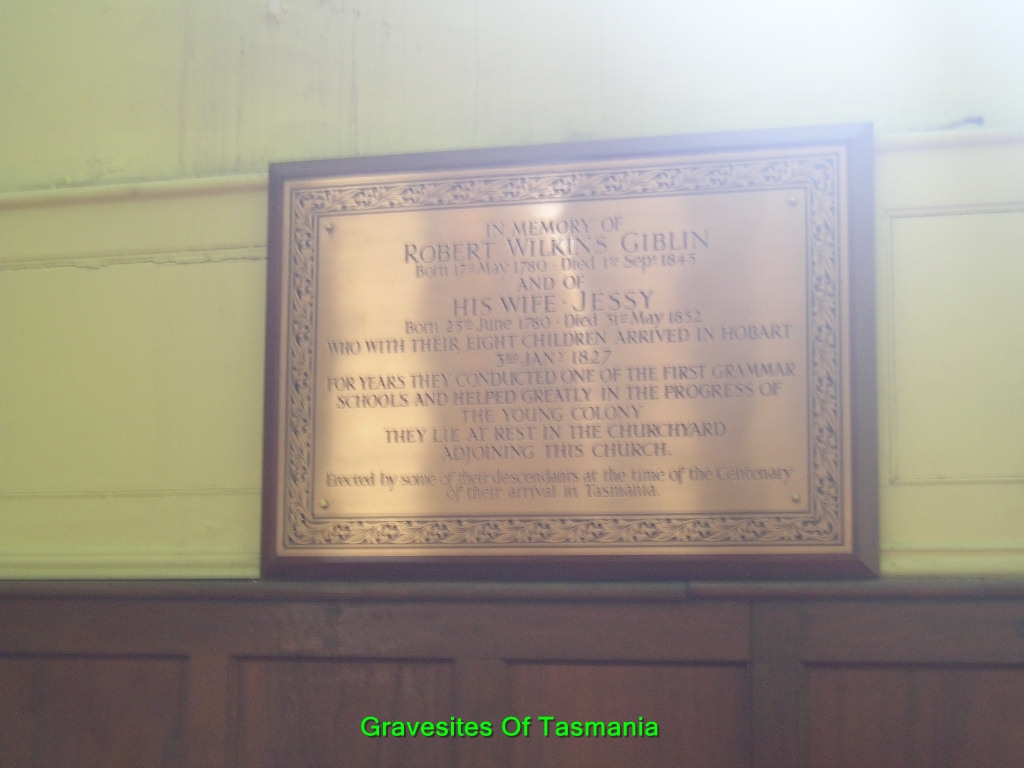 IN MEMORY OF
ROBERT WILKINS GIBLIN
Born 17th May 1780 · Died 1st Sept 1845
AND OF
HIS WIFE · JESSY
Born 25th June 1780 · Died 31st May 1852
WHO WITH THEIR EIGHT CHILDREN ARRIVED IN HOBART
3RD JANY 1827
FOR YEARS THEY CONDUCTED ONE OF THE FIRST GRAMMAR
SCHOOLS AND HELPED GREATLY IN THE PROGRESS OF
THE YOUNG COLONY
THEY LIE AT REST IN THE CHURCHYARD
ADJOINING THIS CHURCH.
Erected by some of their descendants at the time of the Centenary
of their arrival in Tasmania.
Gravesites Of Tasmania